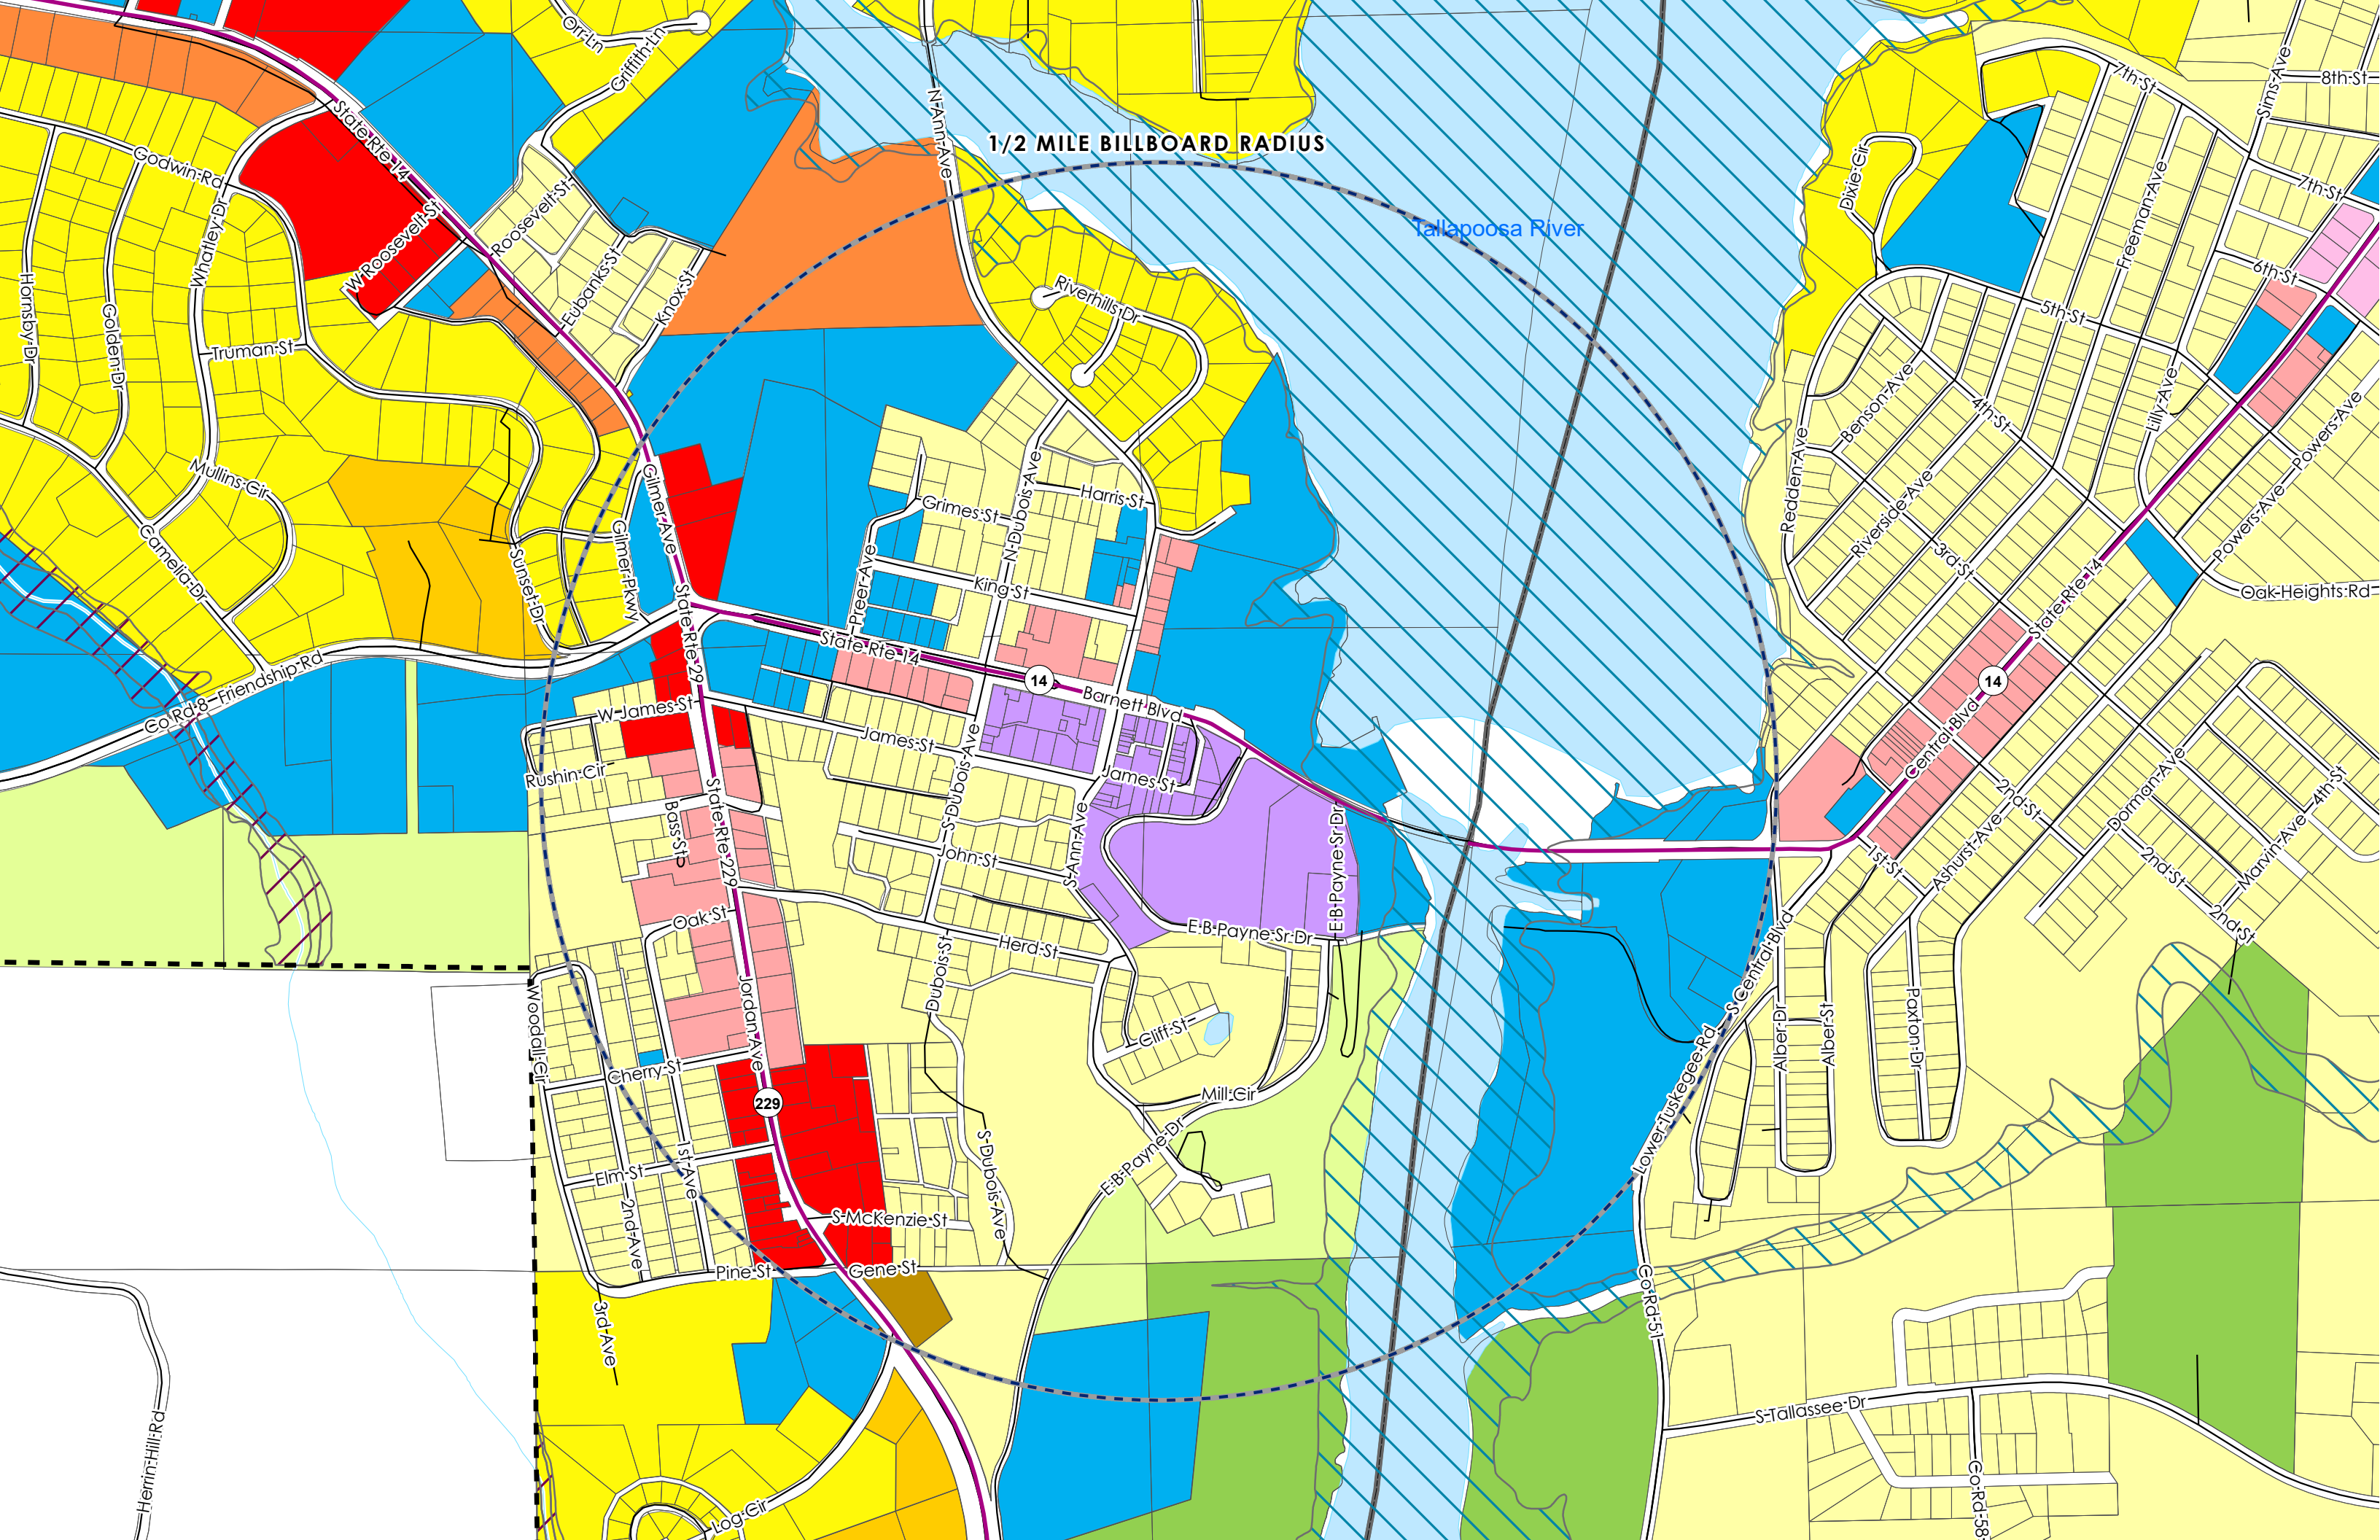 Orr Ln
Griffith Ln
State Rte 14
N Ann Ave
1/2 MILE BILLBOARD RADIUS
7th St
Sims Ave
8th St
Godwin Rd
Whatley Dr
W Roosevelt St
Roosevelt St
Eubanks St
Knox St
Hornsby Dr
Golden Dr
Truman St
Riverhills Dr
Tallapoosa River
Dixie Cir
Freeman Ave
7th St
6th St
5th St
Benson Ave
4th St
Lilly Ave
Powers Ave
Mullins Cir
Camelia Dr
Sunset Dr
Gilmer Pkwy
Gilmer Ave
Grimes St
N Dubois Ave
Harris St
Preer Ave
King St
Redden Ave
Riverside Ave
3rd St
State Rte 14
Powers Ave
Oak Heights Rd
Co Rd 8
Friendship Rd
State Rte 29
State Rte 14
14
Barnett Blvd
14
Central Blvd
W James St
James St
S Dubois Ave
James St
Rushin Cir
Bass St
State Rte 229
John St
S Ann Ave
E B Payne Sr Dr
E B Payne Sr Dr
1st St
2nd St
Ashurst Ave
Dorman Ave
4th St
Marvin Ave
2nd St
2nd St
Oak St
Herd St
Dubois St
Jordan Ave
Woodall Cir
Cherry St
Cliff St
Mill Cir
S Central Blvd
Lower Tuskegee Rd
Alber Dr
Alber St
Paxton Dr
229
Elm St
1st Ave
2nd Ave
S McKenzie St
S Dubois Ave
S Dubois Ave
E B Payne Dr
Pine St
Gene St
3rd Ave
Co Rd 51
S Tallassee Dr
Co Rd 58
Herrin Hill Rd
Log Cir